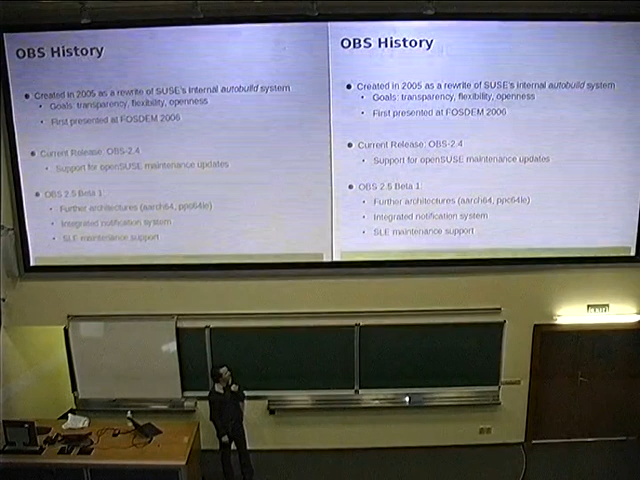 OBS History
Created in 2005 as a rewrite of SUSE's internal autobuild system
Goals: transparency, flexibility, openness
First presented at FOSDEM 2006
Current Release: OBS-2.4
Support for openSUSE maintenance updates
OBS 2.5 Beta 1
Further architectures (aarch64, ppc64le)
Integrated notification system
SLE maintenance support
OBS History
Created in 2005 as a rewrite of SUSE's internal autobuild system
Goals: transparency, flexibility, openness
First presented at FOSDEM 2006
Current Release: OBS-2.4
Support for openSUSE maintenance updates
OBS 2.5 Beta 1
Further architectures (aarch64, ppc64le)
Integrated notification system
SLE maintenance support